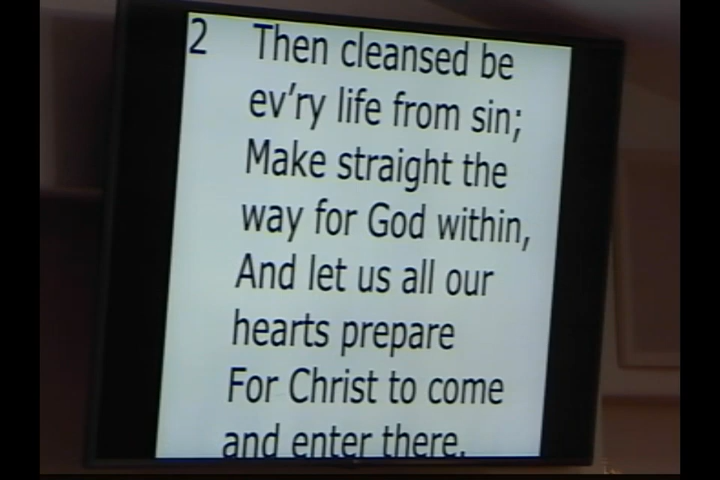 2 Then cleansed be
ev'ry life from sin;
Make straight the
way for God within,
And let us all our
hearts prepare
For Christ to come
and enter there.